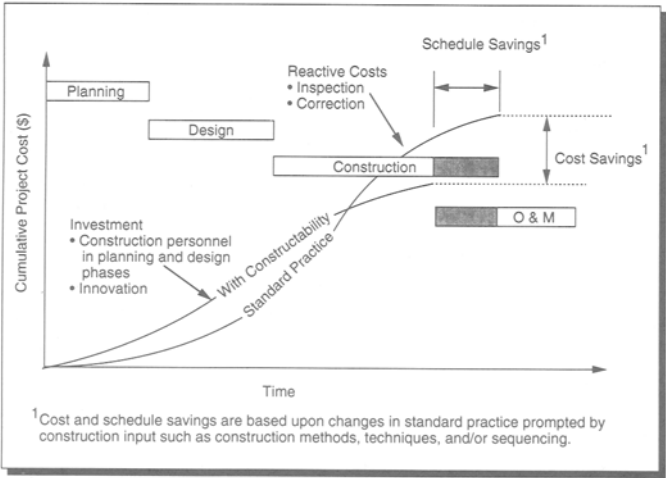 Schedule Savings1
Reactive Costs
• Inspection
• Correction
Planning
Design
Construction
Cost Savings1
O & M
Investment
• Construction personnel
in planning and design
phases
• Innovation
With Constructability
Standard Practice
Cumulative Project Cost ($)
Time
1Cost and schedule savings are based upon changes in standard practice prompted by
construction input such as construction methods, techniques, and/or sequencing.